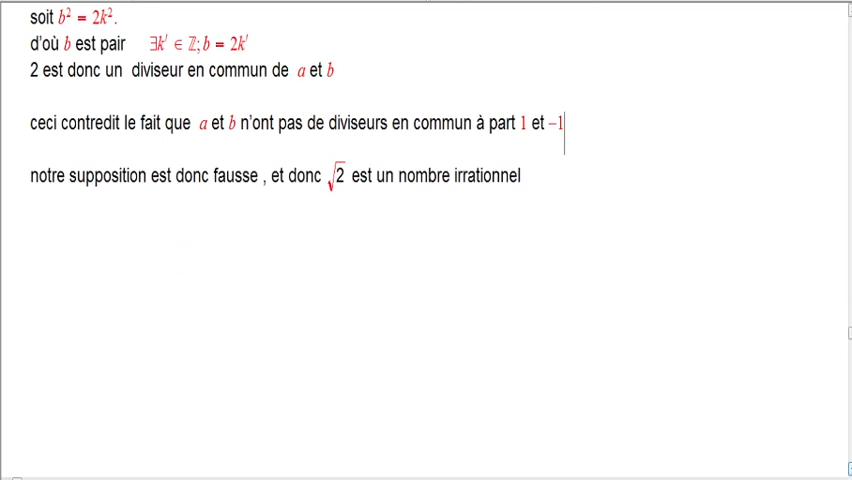 soit b² = 2k².
d'où b est pair ∃k' ∈ ℤ; b = 2k'
2 est donc un diviseur en commun de a et b
ceci contredit le fait que a et b n'ont pas de diviseurs en commun à part 1 et −1
notre supposition est donc fausse , et donc √2 est un nombre irrationnel